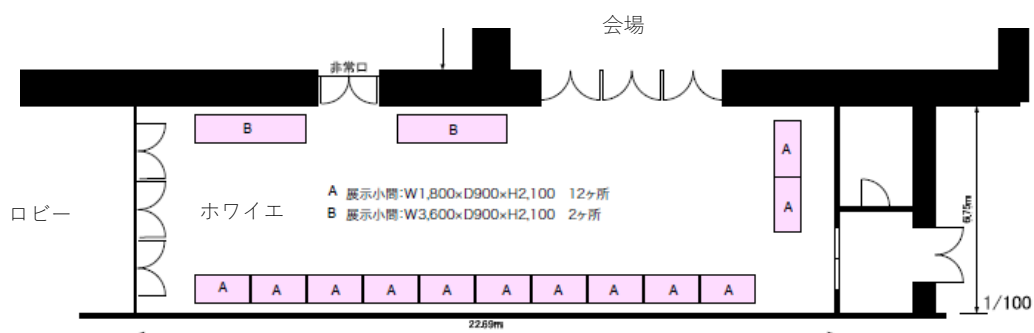 会場
非常口
B
B
A
A
A 展示小間:W1,800×D900×H2,100 12ヶ所
B 展示小間:W3,600×D900×H2,100 2ヶ所
ロビー
ホワイエ
6.75m
A A A A A A A A A A
1/100
22.69m